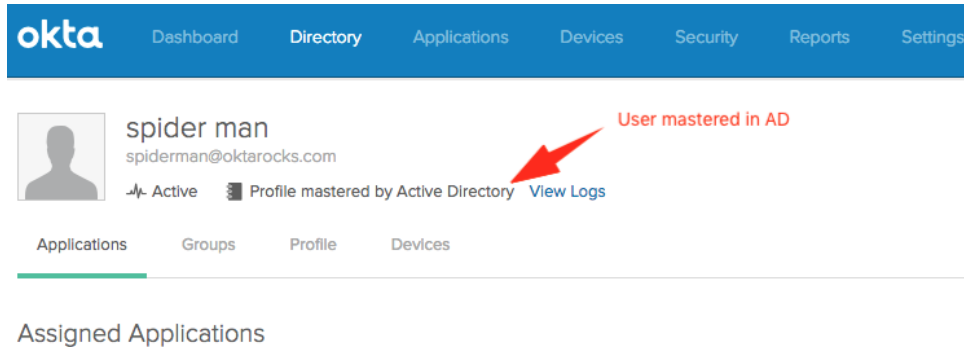 okta Dashboard Directory Applications Devices Security Reports Settings
User mastered in AD
spider man
spiderman@oktarocks.com
Active Profile mastered by Active Directory View Logs
Applications Groups Profile Devices
Assigned Applications